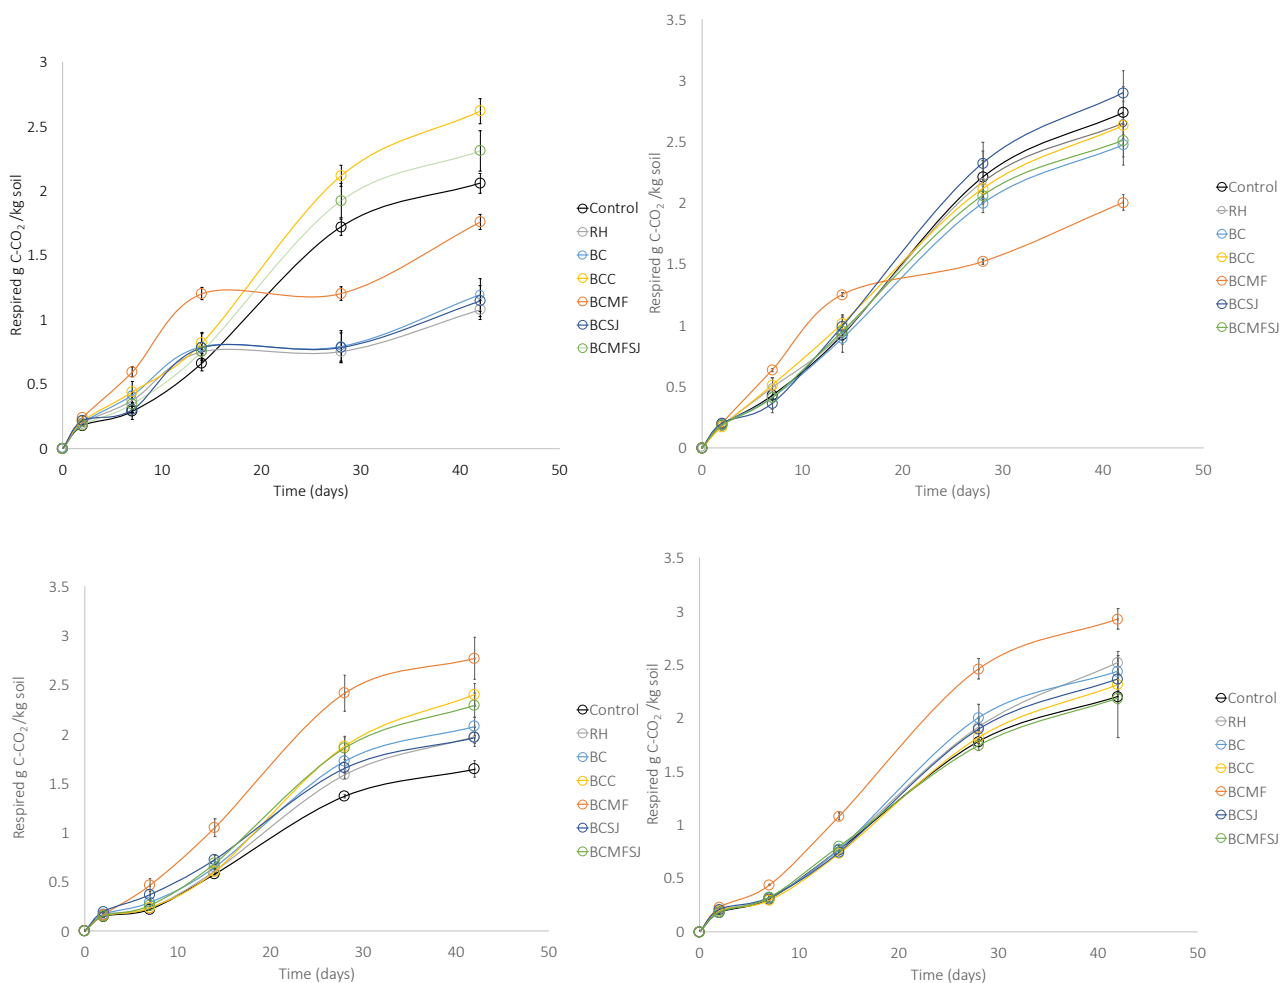 3
2.5
2
1.5
1
0.5
0
0 10 20 30 40 50
Time (days)
Respired g C-CO2 /kg soil
Control
RH
BC
BCC
BCMF
BCSJ
BCMFSJ
3.5
3
2.5
2
1.5
1
0.5
0
0 10 20 30 40 50
Time (days)
Respired g C-CO2 /kg soil
Control
RH
BC
BCC
BCMF
BCSJ
BCMFSJ
3.5
3
2.5
2
1.5
1
0.5
0
0 10 20 30 40 50
Time (days)
Respired g C-CO2 /kg soil
Control
RH
BC
BCC
BCMF
BCSJ
BCMFSJ
3.5
3
2.5
2
1.5
1
0.5
0
0 10 20 30 40 50
Time (days)
Respired g C-CO2 /kg soil
Control
RH
BC
BCC
BCMF
BCSJ
BCMFSJ